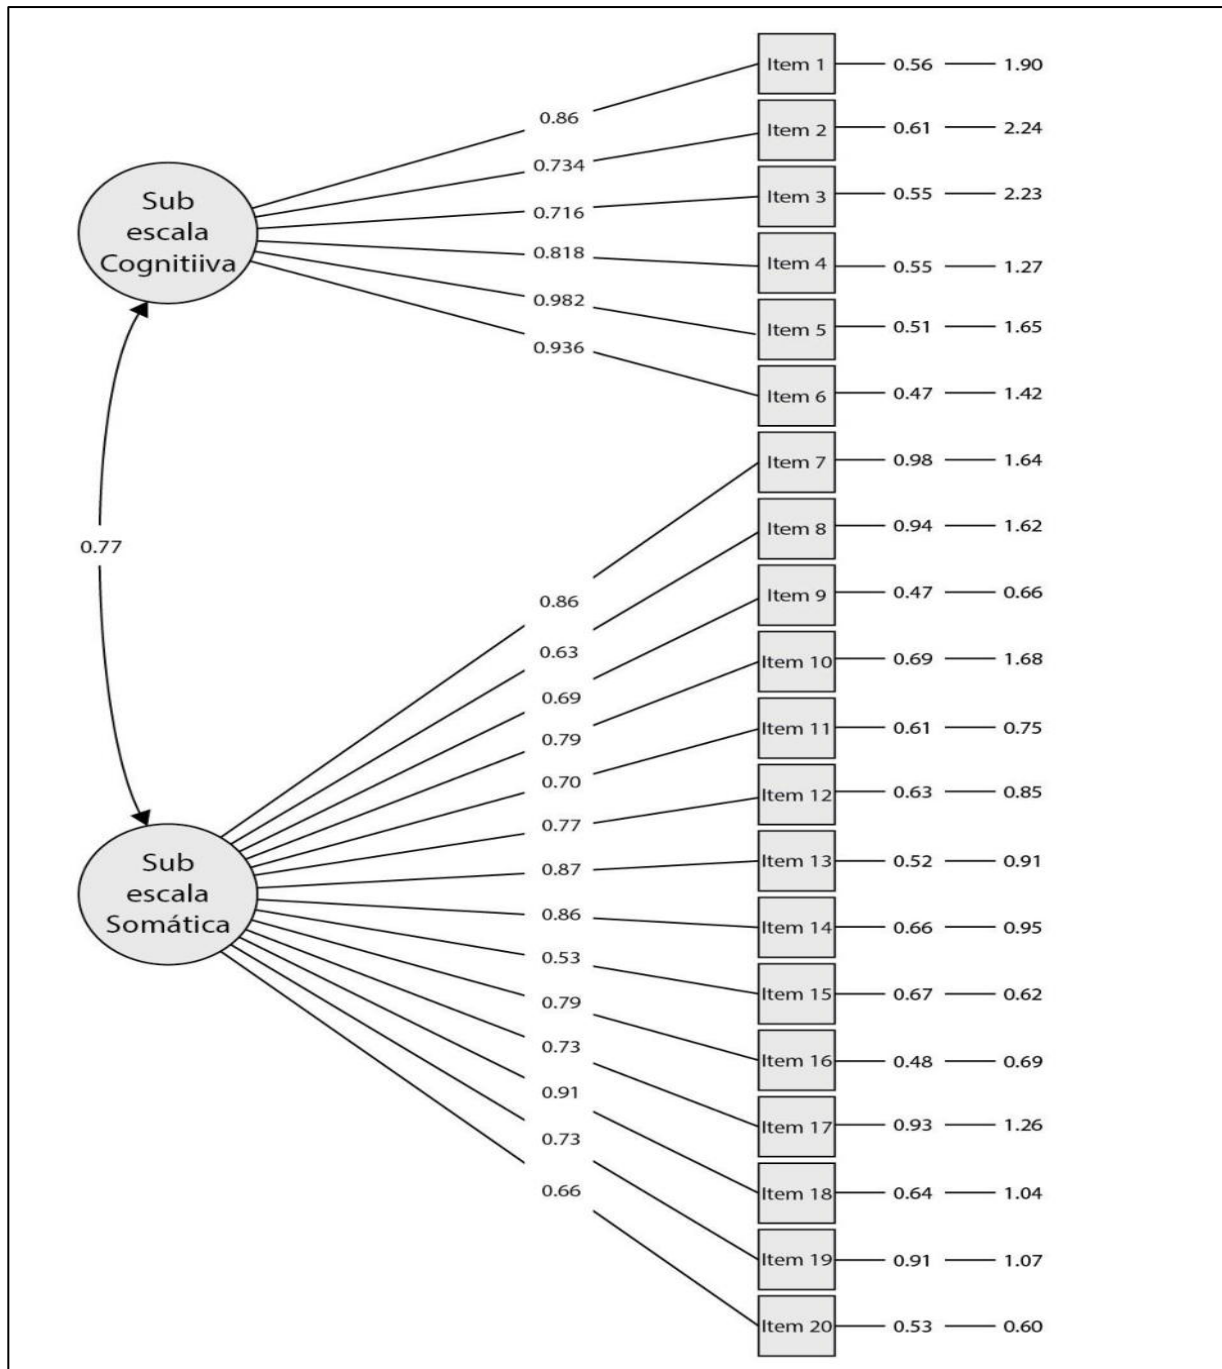 Item 1 0.56 1.90
0.86
Item 2 0.61 2.24
0.734
Item 3 0.55 2.23
0.716
Sub
escala
Cognitiiva
0.818
Item 4 0.55 1.27
0.982
Item 5 0.51 1.65
0.936
Item 6 0.47 1.42
Item 7 0.98 1.64
Item 8 0.94 1.62
0.77
Item 9 0.47 0.66
0.86
0.63
Item 10 0.69 1.68
0.69
Item 11 0.61 0.75
0.79
Item 12 0.63 0.85
0.70
0.77
Item 13 0.52 0.91
0.87
Sub
escala
Somática
0.86
Item 14 0.66 0.95
0.53
Item 15 0.67 0.62
0.79
0.73
Item 16 0.48 0.69
0.91
Item 17 0.93 1.26
0.73
0.66
Item 18 0.64 1.04
Item 19 0.91 1.07
Item 20 0.53 0.60